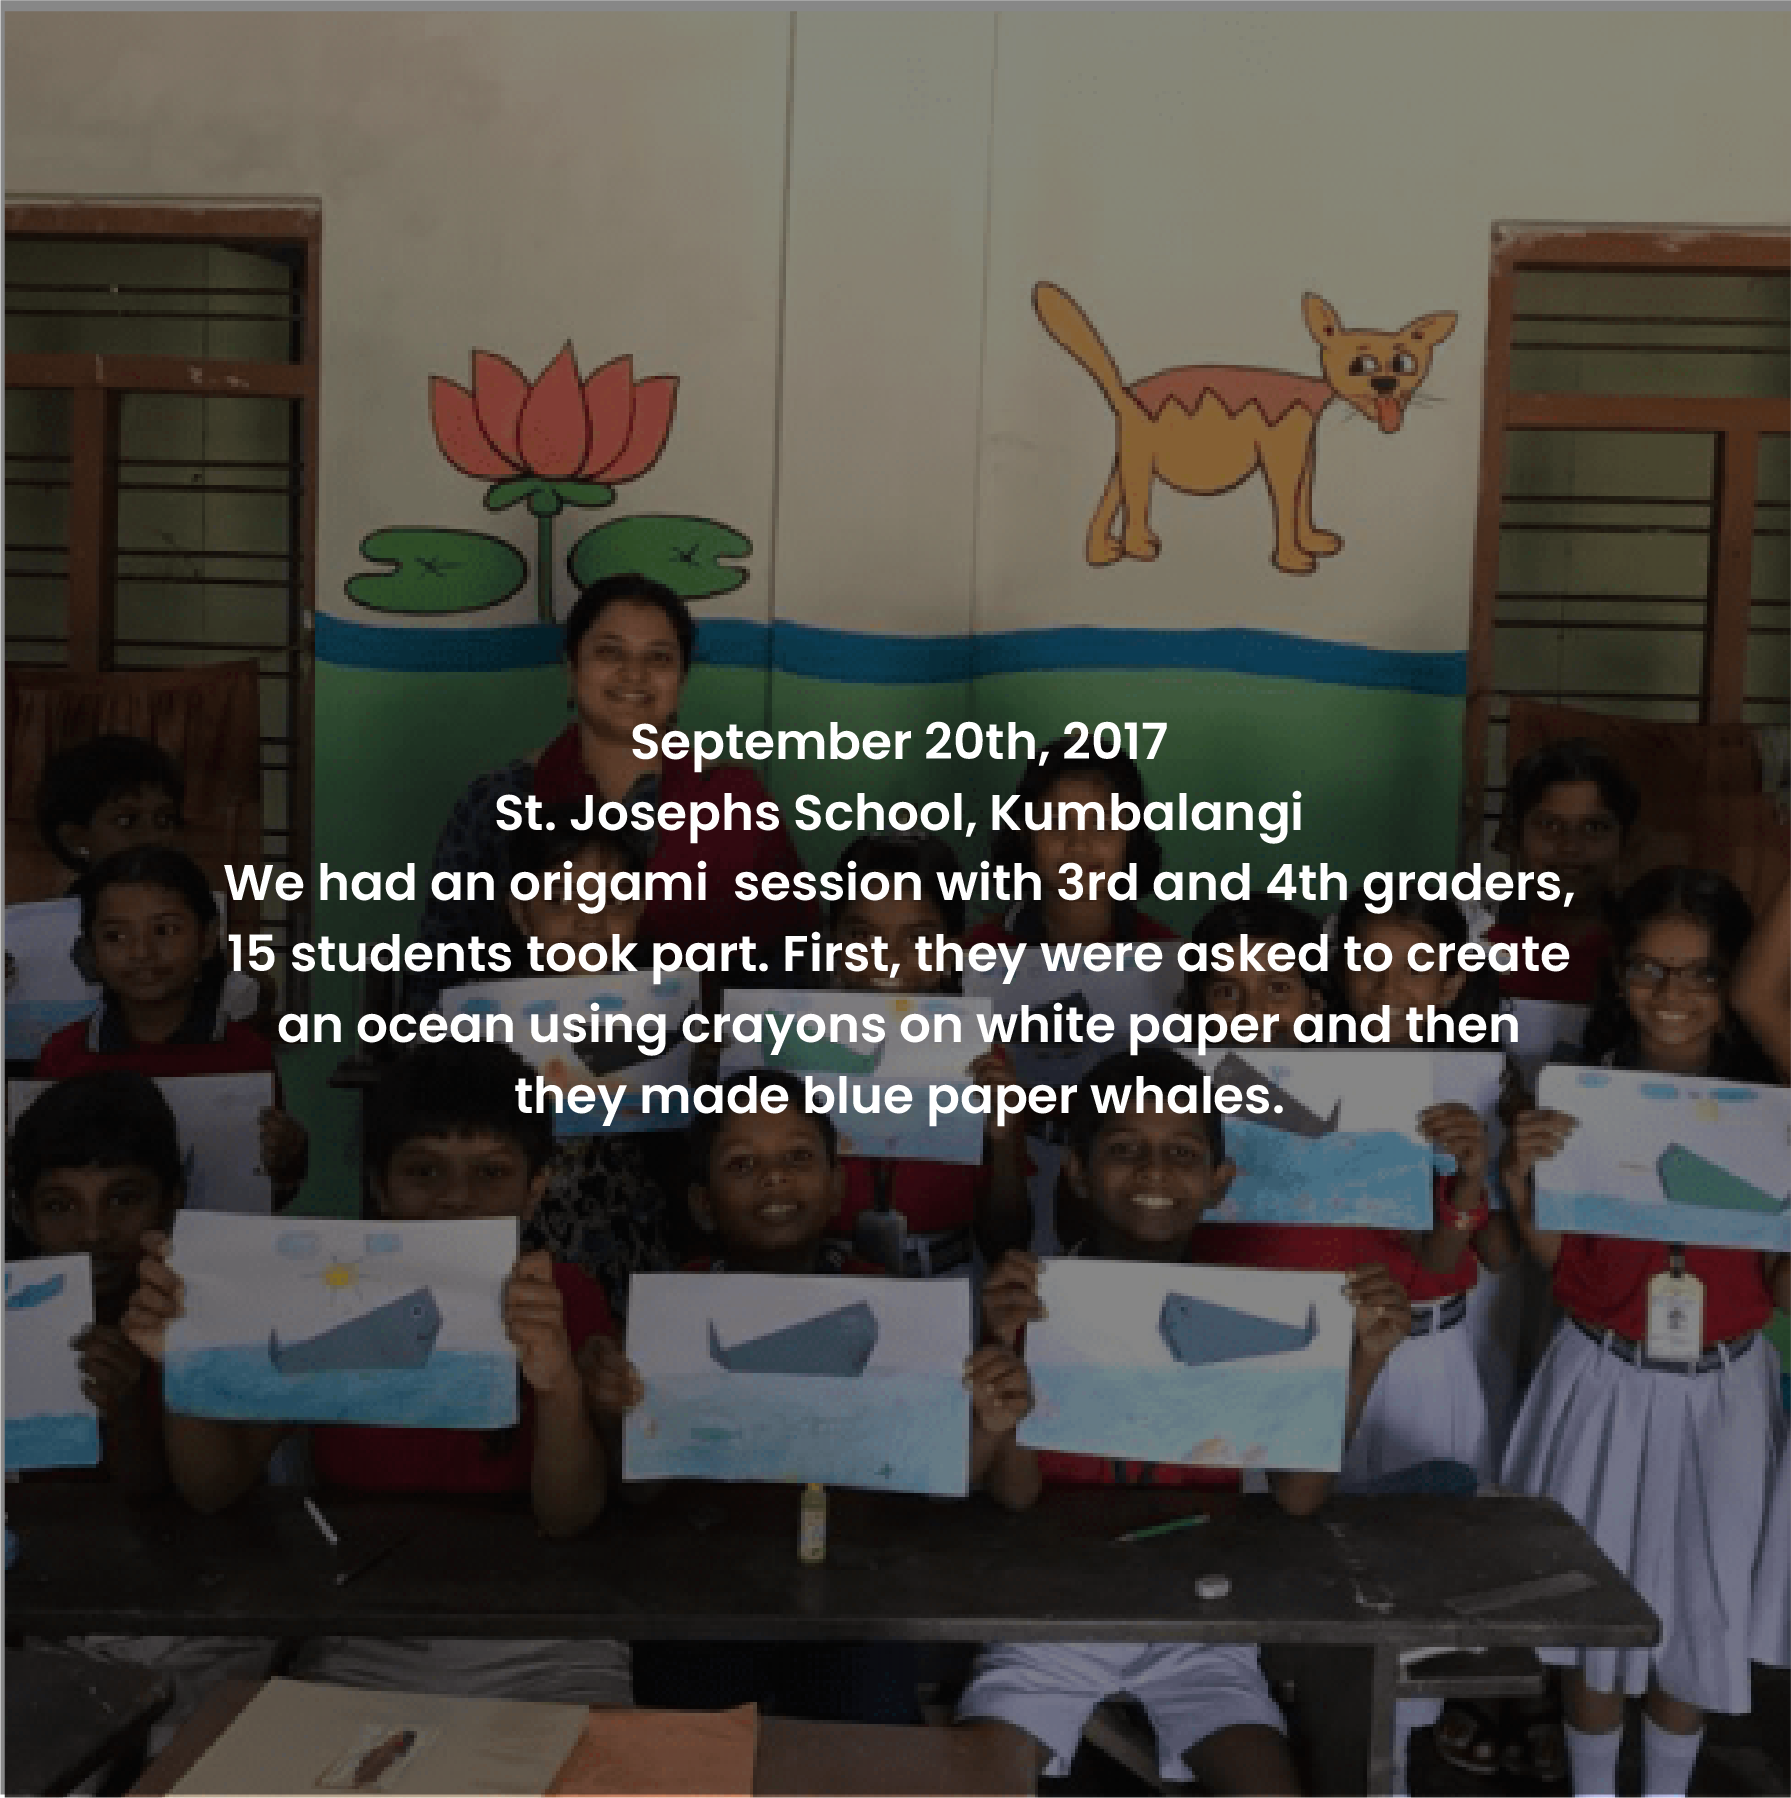 September 20th, 2017
St. Josephs School, Kumbalangi
We had an origami  session with 3rd and 4th graders,
15 students took part. First, they were asked to create
an ocean using crayons on white paper and then
they made blue paper whales.